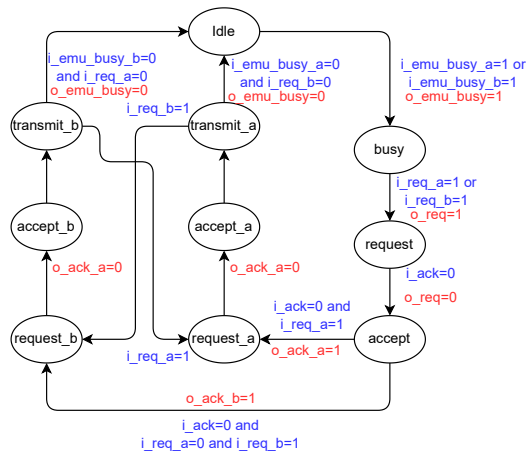 Idle
i_emu_busy_b=0
and i_req_a=0
o_emu_busy=0
i_emu_busy_a=0
and i_req_b=0
o_emu_busy=0
i_emu_busy_a=1 or
i_emu_busy_b=1
o_emu_busy=1
i_req_b=1
transmit_b
transmit_a
busy
i_req_a=1 or
i_req_b=1
o_req=1
accept_b
accept_a
request
o_ack_a=0
o_ack_a=0
i_ack=0
o_req=0
i_ack=0 and
i_req_a=1
request_b
request_a
accept
i_req_a=1
o_ack_a=1
o_ack_b=1
i_ack=0 and
i_req_a=0 and i_req_b=1